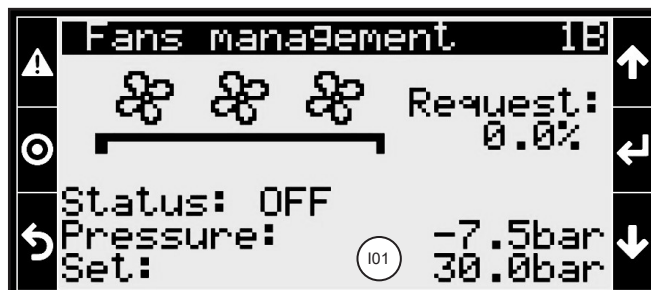 Fans management 1B
Request:
0.0%
Status: OFF
Pressure: -7.5bar
Set: I01 30.0bar